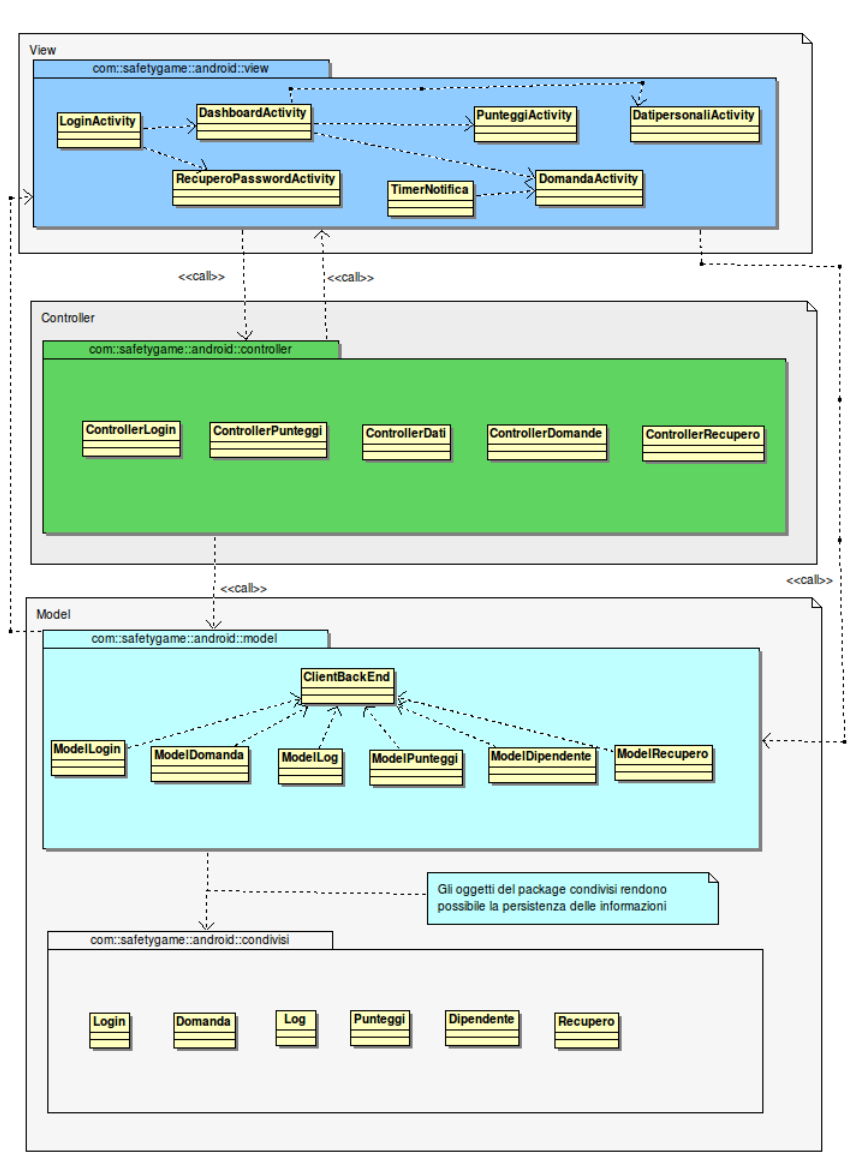 View
com::safetygame::android::view
LoginActivity
DashboardActivity
PunteggiActivity
DatipersonaliActivity
RecuperoPasswordActivity
TimerNotifica
DomandaActivity
<<call>>
<<call>>
Controller
com::safetygame::android::controller
ControllerLogin
ControllerPunteggi
ControllerDati
ControllerDomande
ControllerRecupero
<<call>>
<<call>>
Model
com::safetygame::android::model
ClientBackEnd
ModelLogin
ModelDomanda
ModelLog
ModelPunteggi
ModelDipendente
ModelRecupero
Gli oggetti del package condivisi rendono
possibile la persistenza delle informazioni
com::safetygame::android::condivisi
Login
Domanda
Log
Punteggi
Dipendente
Recupero